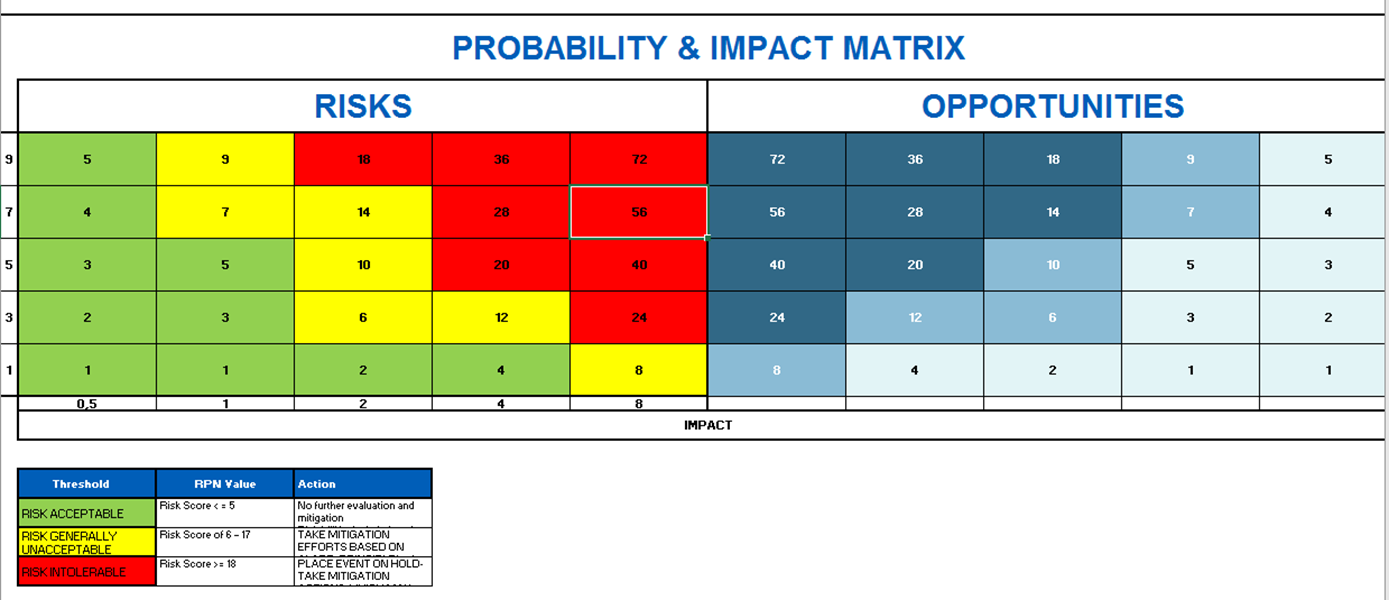 PROBABILITY & IMPACT MATRIX
RISKS OPPORTUNITIES
9 5 9 18 36 72 72 36 18 9 5
7 4 7 14 28 56 56 28 14 7 4
5 3 5 10 20 40 40 20 10 5 3
3 2 3 6 12 24 24 12 6 3 2
1 1 1 2 4 8 8 4 2 1 1
0,5 1 2 4 8
IMPACT
Threshold RPN Value Action
RISK ACCEPTABLE Risk Score < = 5 No further evaluation and
mitigation
RISK GENERALLY Risk Score of 6 – 17 TAKE MITIGATION
UNACCEPTABLE EFFORTS BASED ON
RISK INTOLERABLE Risk Score >= 18 PLACE EVENT ON HOLD-
TAKE MITIGATION